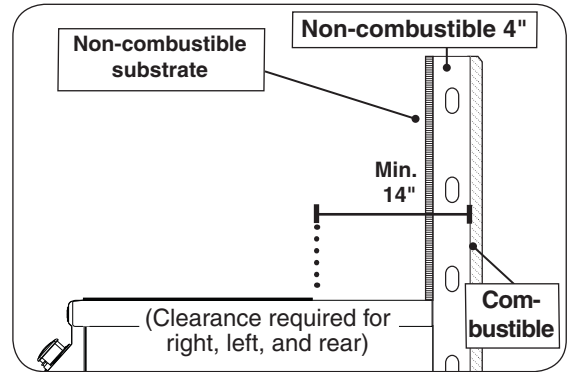 Non-combustible
substrate
Non-combustible 4"
Min.
14"
(Clearance required for
right, left, and rear)
Com-
bustible